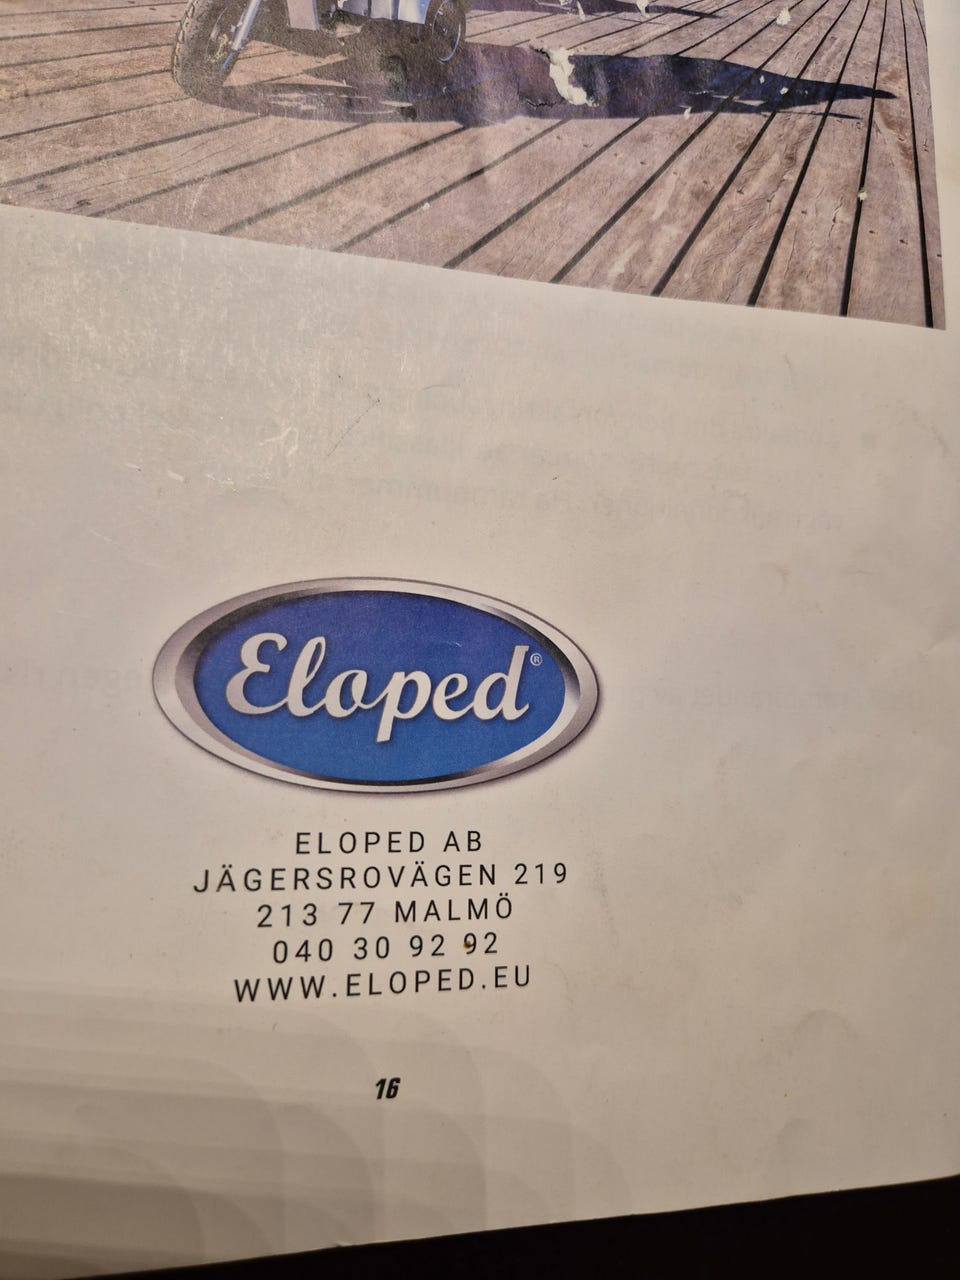 Eloped®
ELOPED AB
JÄGERSROVÄGEN 219
213 77 MALMÖ
040 30 92 92
WWW.ELOPED.EU
16